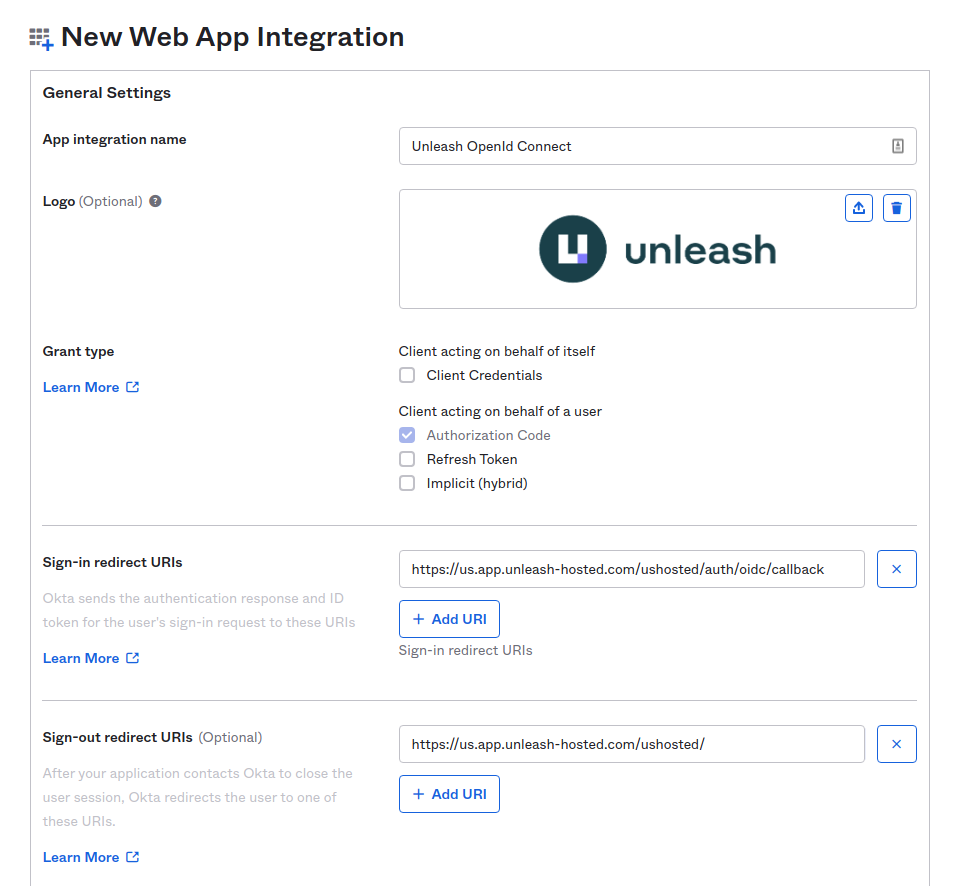 New Web App Integration
General Settings
App integration name
Unleash OpenId Connect
Logo (Optional) ?
unleash
Grant type
Learn More
Client acting on behalf of itself
Client Credentials
Client acting on behalf of a user
Authorization Code
Refresh Token
Implicit (hybrid)
Sign-in redirect URIs
Okta sends the authentication response and ID
token for the user's sign-in request to these URIs
Learn More
https://us.app.unleash-hosted.com/ushosted/auth/oidc/callback
+ Add URI
Sign-in redirect URIs
Sign-out redirect URIs (Optional)
After your application contacts Okta to close the
user session, Okta redirects the user to one of
these URIs.
Learn More
https://us.app.unleash-hosted.com/ushosted/
+ Add URI